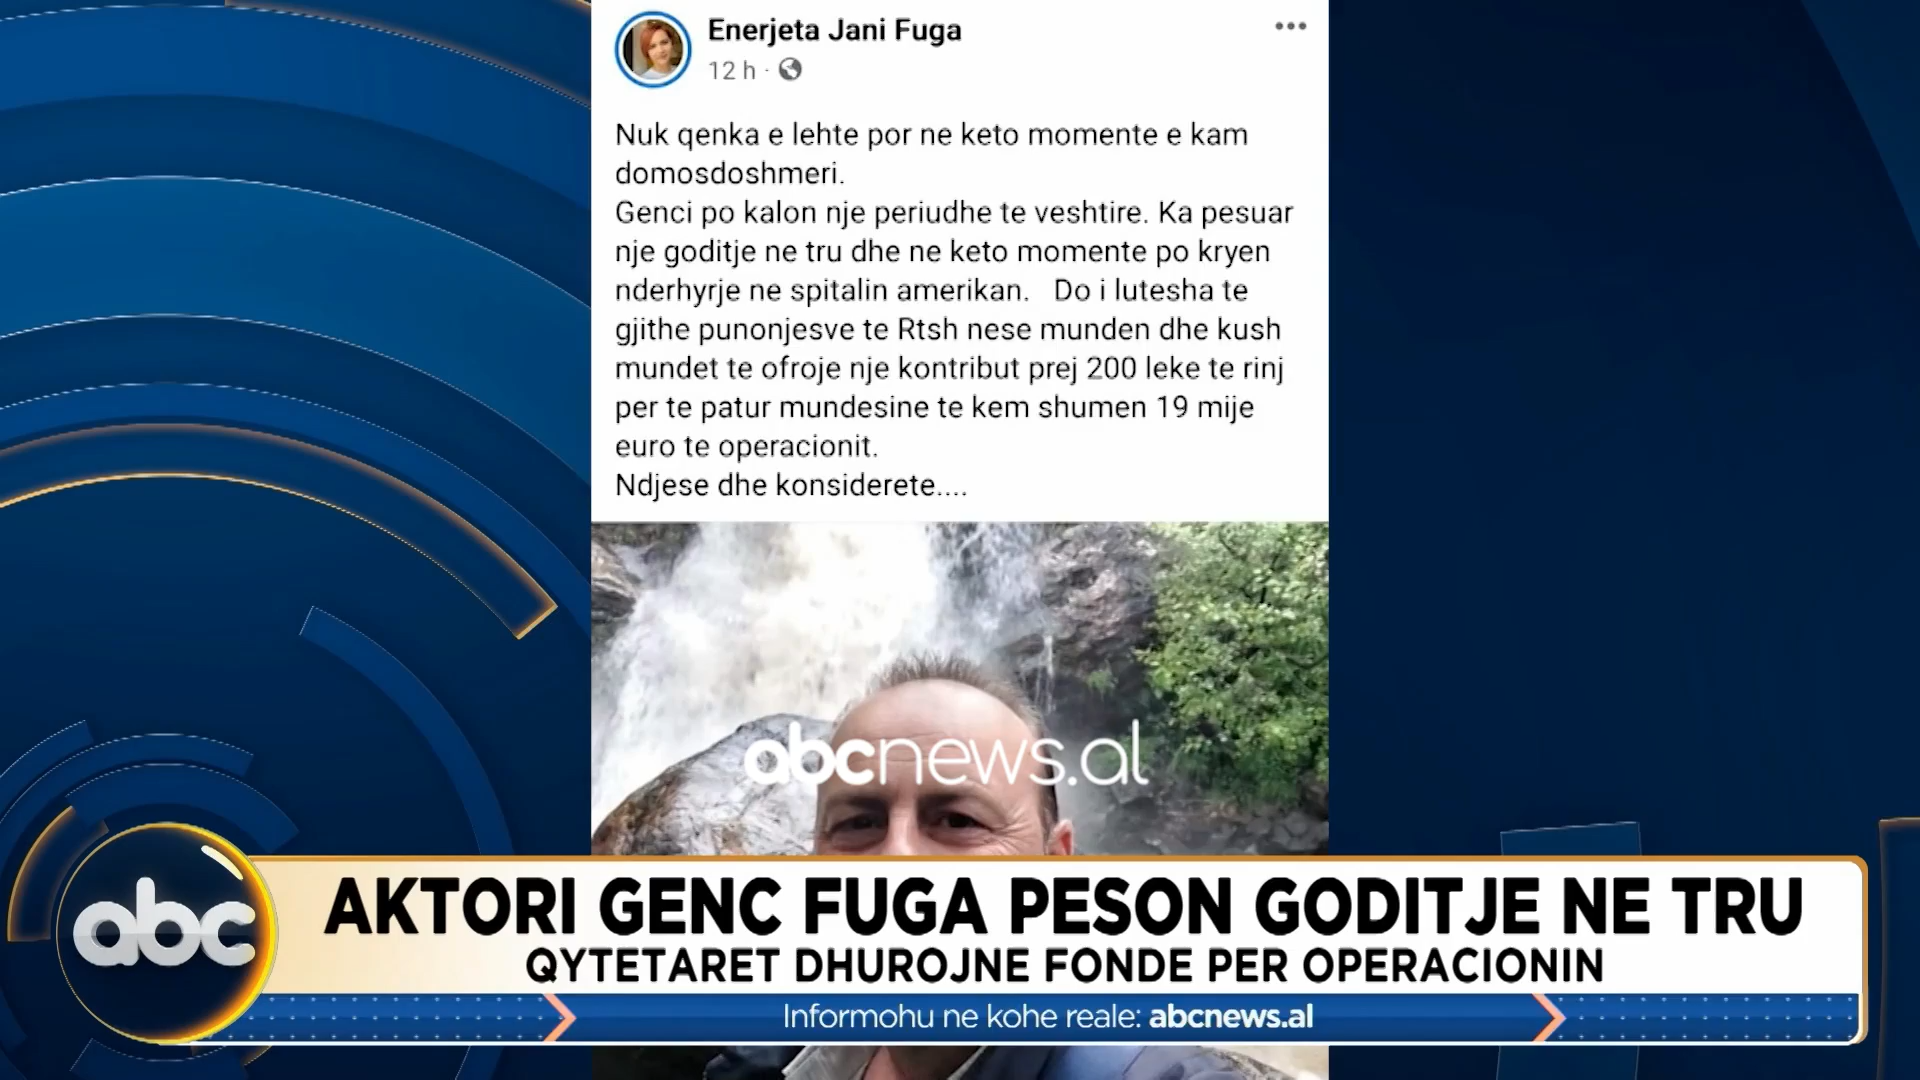 Enerjeta Jani Fuga
12 h ·
Nuk qenka e lehte por ne keto momente e kam
domosdoshmeri.
Genci po kalon nje periudhe te veshtire. Ka pesuar
nje goditje ne tru dhe ne keto momente po kryen
nderhyrje ne spitalin amerikan. Do i lutesha te
gjithe punonjesve te Rtsh nese munden dhe kush
mundet te ofroje nje kontribut prej 200 leke te rinj
per te patur mundesine te kem shumen 19 mije
euro te operacionit.
Ndjese dhe konsiderete....
abcnews.al
abc
AKTORI GENC FUGA PESON GODITJE NE TRU
QYTETARET DHUROJNE FONDE PER OPERACIONIN
Informohu ne kohe reale: abcnews.al